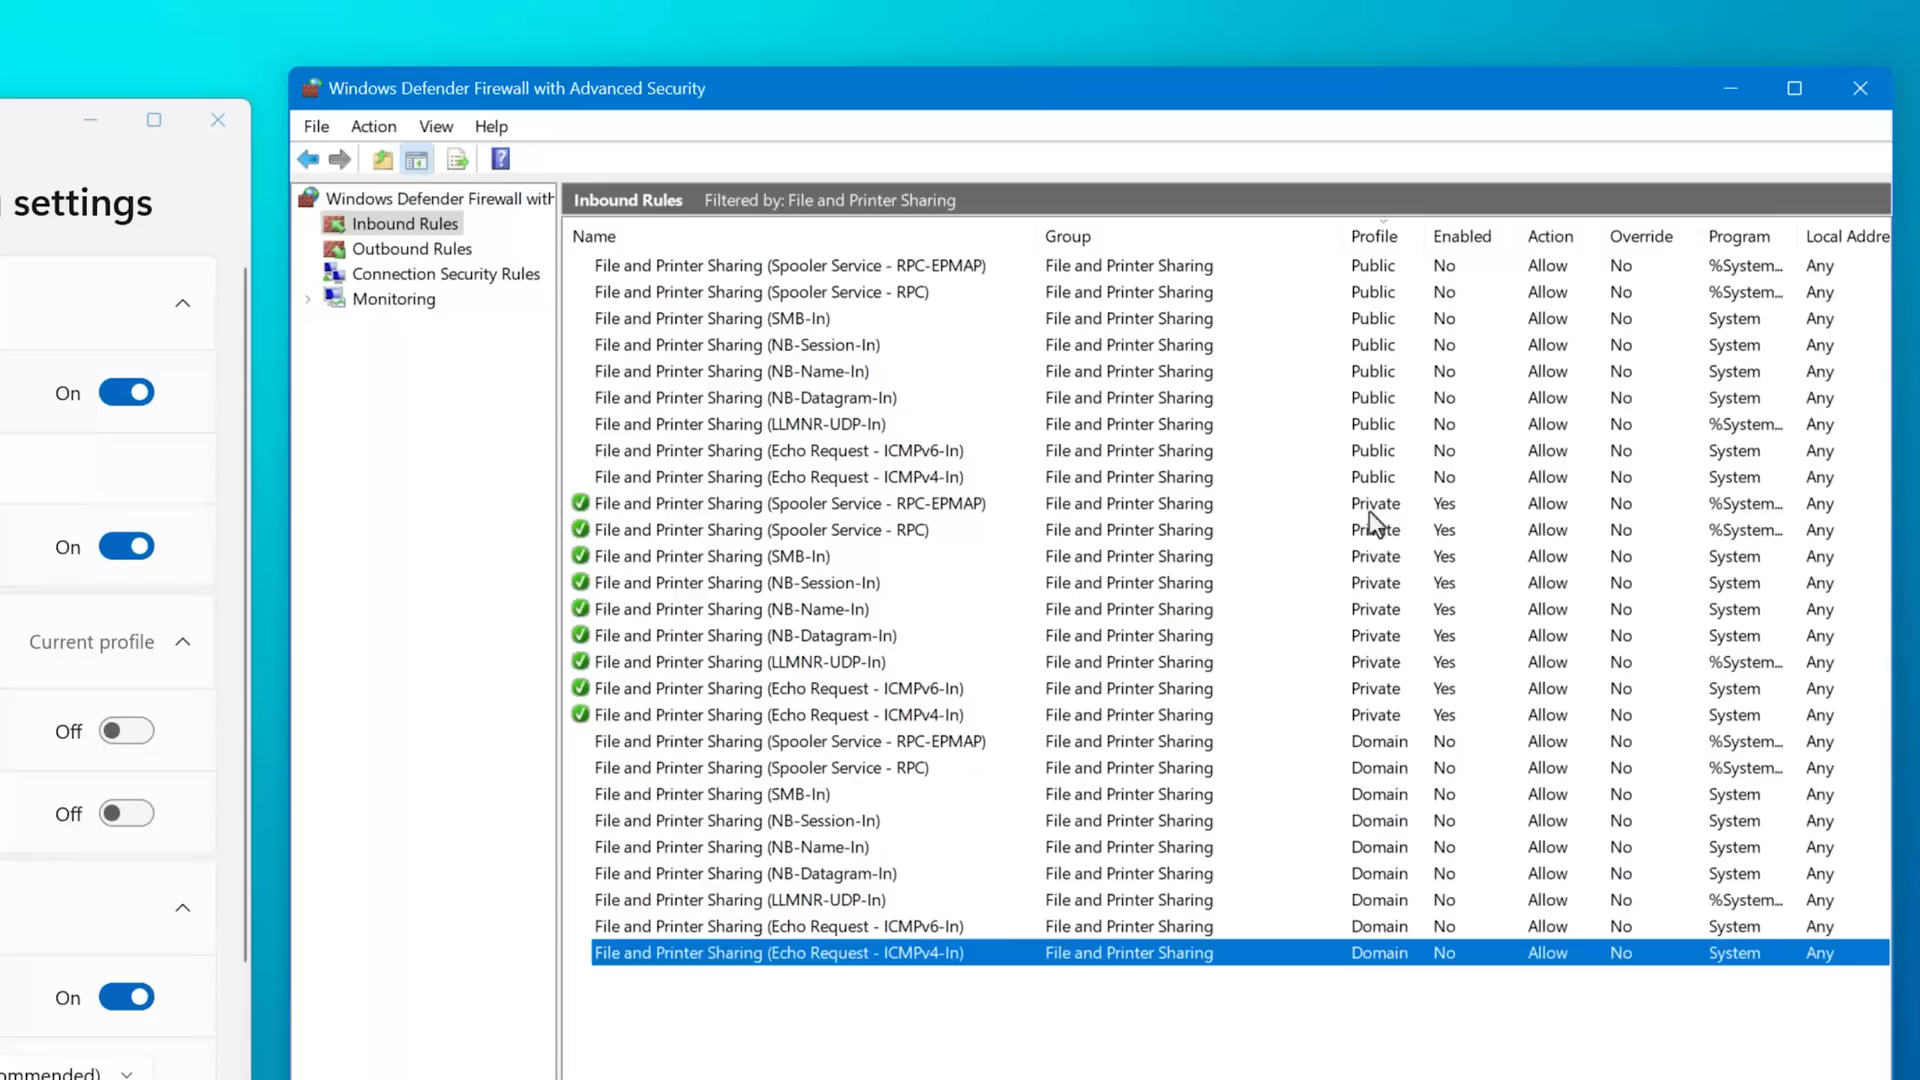 settings
On
On
Current profile
Off
Off
On
Windows Defender Firewall with Advanced Security
File Action View Help
Windows Defender Firewall with
Inbound Rules
Outbound Rules
Connection Security Rules
Monitoring
Inbound Rules Filtered by: File and Printer Sharing
Name Group Profile Enabled Action Override Program Local Addre
File and Printer Sharing (Spooler Service - RPC-EPMAP) File and Printer Sharing Public No Allow No %System... Any
File and Printer Sharing (Spooler Service - RPC) File and Printer Sharing Public No Allow No %System... Any
File and Printer Sharing (SMB-In) File and Printer Sharing Public No Allow No System Any
File and Printer Sharing (NB-Session-In) File and Printer Sharing Public No Allow No System Any
File and Printer Sharing (NB-Name-In) File and Printer Sharing Public No Allow No System Any
File and Printer Sharing (NB-Datagram-In) File and Printer Sharing Public No Allow No System Any
File and Printer Sharing (LLMNR-UDP-In) File and Printer Sharing Public No Allow No %System... Any
File and Printer Sharing (Echo Request - ICMPv6-In) File and Printer Sharing Public No Allow No System Any
File and Printer Sharing (Echo Request - ICMPv4-In) File and Printer Sharing Public No Allow No System Any
File and Printer Sharing (Spooler Service - RPC-EPMAP) File and Printer Sharing Private Yes Allow No %System... Any
File and Printer Sharing (Spooler Service - RPC) File and Printer Sharing Private Yes Allow No %System... Any
File and Printer Sharing (SMB-In) File and Printer Sharing Private Yes Allow No System Any
File and Printer Sharing (NB-Session-In) File and Printer Sharing Private Yes Allow No System Any
File and Printer Sharing (NB-Name-In) File and Printer Sharing Private Yes Allow No System Any
File and Printer Sharing (NB-Datagram-In) File and Printer Sharing Private Yes Allow No System Any
File and Printer Sharing (LLMNR-UDP-In) File and Printer Sharing Private Yes Allow No %System... Any
File and Printer Sharing (Echo Request - ICMPv6-In) File and Printer Sharing Private Yes Allow No System Any
File and Printer Sharing (Echo Request - ICMPv4-In) File and Printer Sharing Private Yes Allow No System Any
File and Printer Sharing (Spooler Service - RPC-EPMAP) File and Printer Sharing Domain No Allow No %System... Any
File and Printer Sharing (Spooler Service - RPC) File and Printer Sharing Domain No Allow No %System... Any
File and Printer Sharing (SMB-In) File and Printer Sharing Domain No Allow No System Any
File and Printer Sharing (NB-Session-In) File and Printer Sharing Domain No Allow No System Any
File and Printer Sharing (NB-Name-In) File and Printer Sharing Domain No Allow No System Any
File and Printer Sharing (NB-Datagram-In) File and Printer Sharing Domain No Allow No System Any
File and Printer Sharing (LLMNR-UDP-In) File and Printer Sharing Domain No Allow No %System... Any
File and Printer Sharing (Echo Request - ICMPv6-In) File and Printer Sharing Domain No Allow No System Any
File and Printer Sharing (Echo Request - ICMPv4-In) File and Printer Sharing Domain No Allow No System Any